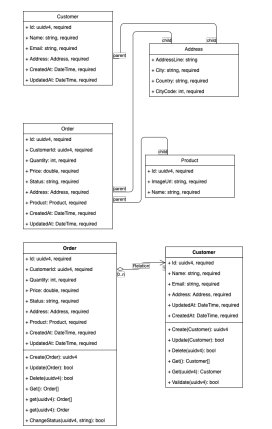 Customer
+ Id: uuidv4, required
+ Name: string, required
+ Email: string, required
+ Address: Address, required
+ CreatedAt: DateTime, required
+ UpdatedAt: DateTime, required
parent
child
child
Address
+ AddressLine: string
+ City: string, required
+ Country: string, required
+ CityCode: int, required
Order
+ Id: uuidv4, required
+ CustomerId: uuidv4, required
+ Quantity: int, required
+ Price: double, required
+ Status: string, required
+ Address: Address, required
+ Product: Product, required
+ CreatedAt: DateTime, required
+ UpdatedAt: DateTime, required
parent
parent
child
Product
+ Id: uuidv4, required
+ ImageUrl: string, required
+ Name: string, required
Order
+ Id: uuidv4, required
+ CustomerId: uuidv4, required
+ Quantity: int, required
+ Price: double, required
+ Status: string, required
+ Address: Address, required
+ Product: Product, required
+ CreatedAt: DateTime, required
+ UpdatedAt: DateTime, required
+ Create(Order): uuidv4
+ Update(Order): bool
+ Delete(uuidv4): bool
+ Get(): Order[]
+ get(uuidv4): Order[]
+ get(uuidv4): Order
+ ChangeStatus(uuidv4, string): bool
Relation
0..n
Customer
+ Id: uuidv4, required
+ Name: string, required
+ Email: string, required
+ Address: Address, required
+ UpdatedAt: DateTime, required
+ CreatedAt: DateTime, required
+ Create(Customer): uuidv4
+ Update(Customer): bool
+ Delete(uuidv4): bool
+ Get(): Customer[]
+ Get(uuidv4): Customer
+ Validate(uuidv4): bool